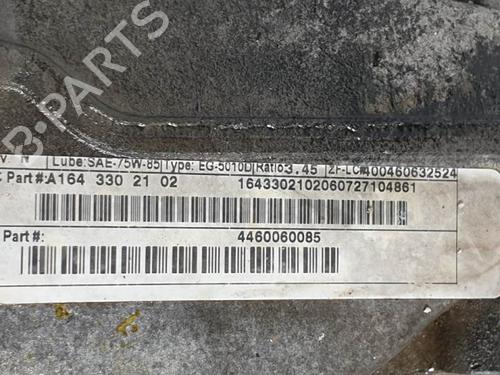 B-PARTS
V. N Lube: SAE-75W-85 Type: EG-5010D Ratio: 3.45 ZF-LC#400460632524
Part#: A164 330 21 02 16433021020607271048​61
Part #: 4460060085